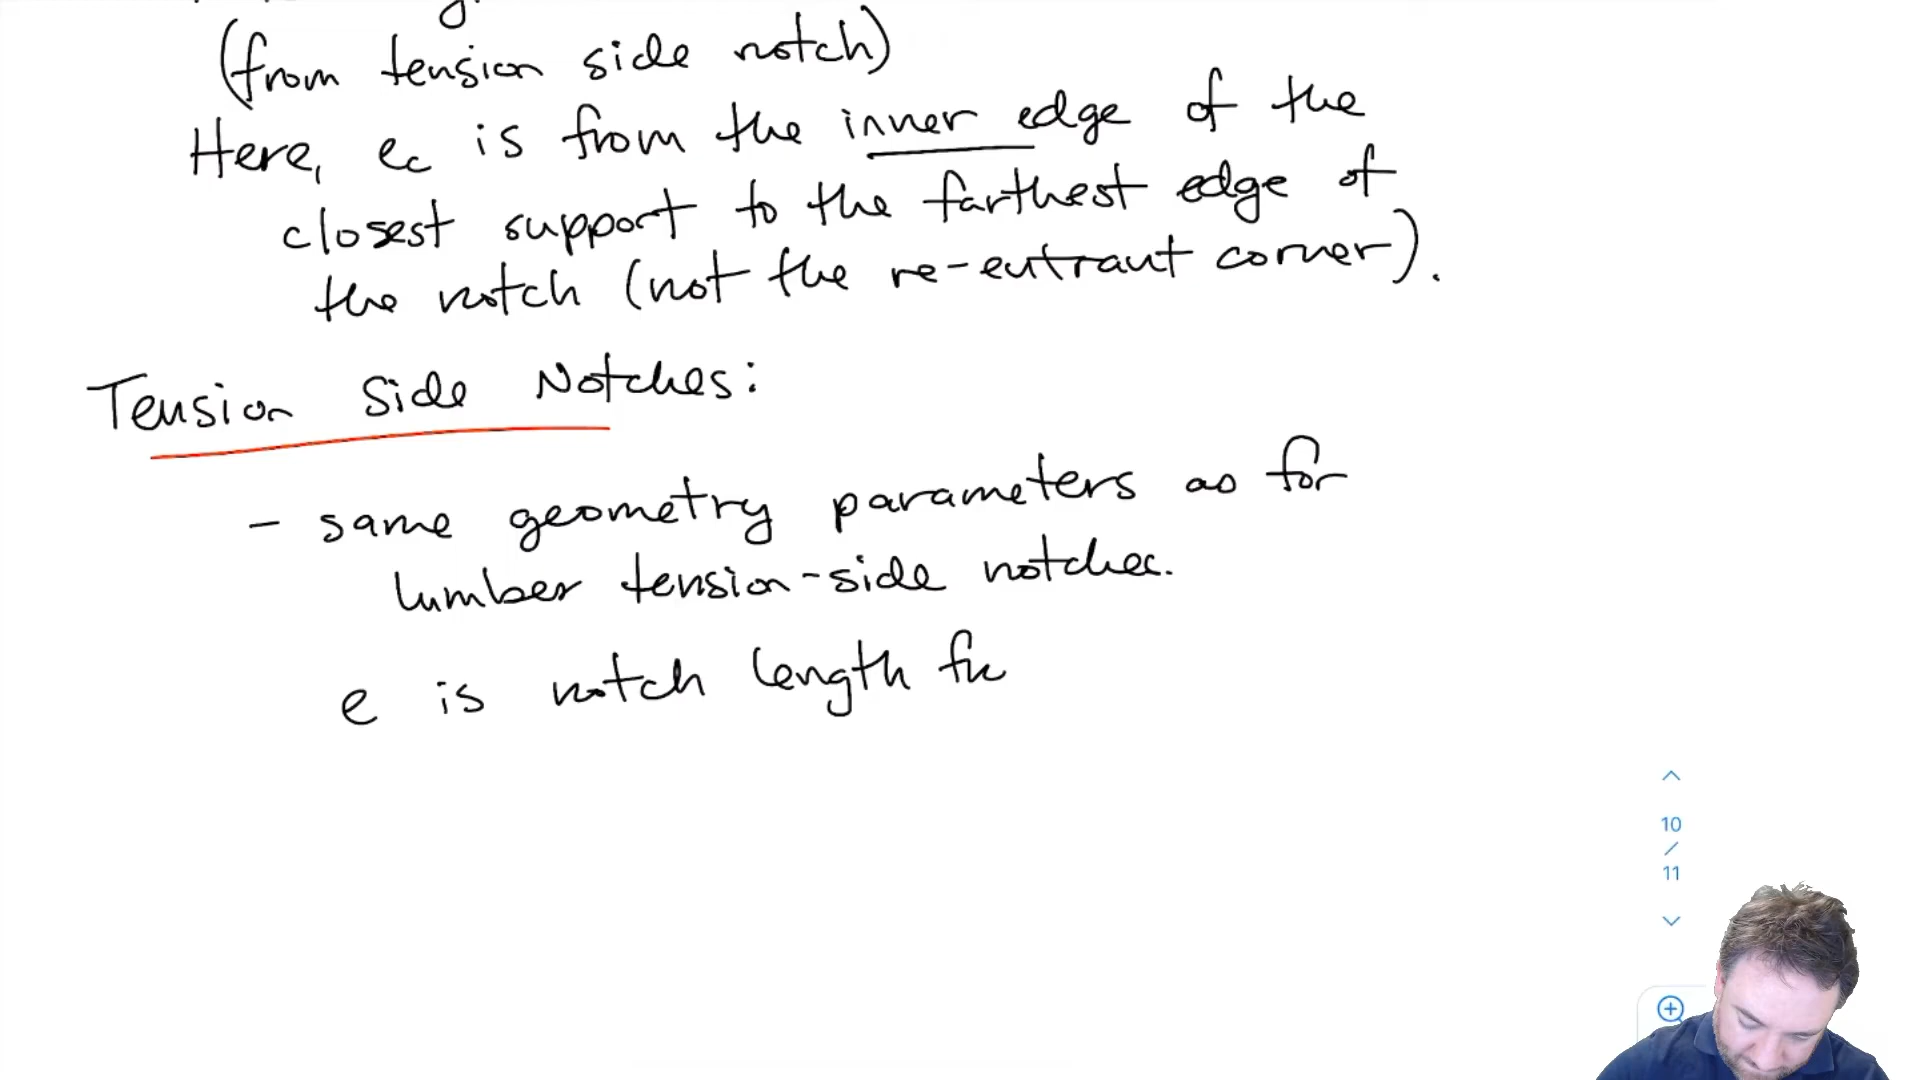 (from tension side notch)
Here, ec is from the inner edge of the
closest support to the farthest edge of
the notch (not the re-entrant corner).
Tension Side Notches:
- same geometry parameters as for
lumber tension-side notches.
e is notch length
10
/
11